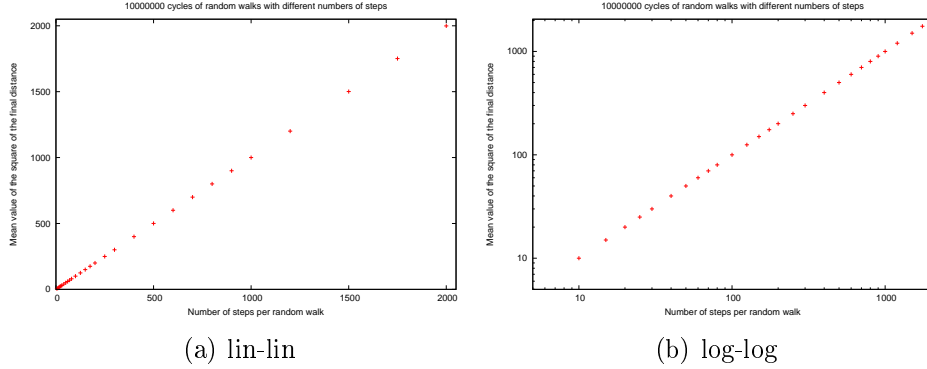 10000000 cycles of random walks with different numbers of steps
2000
1500
1000
500
0
Mean value of the square of the final distance
0
500
1000
1500
2000
Number of steps per random walk
(a) lin-lin
10000000 cycles of random walks with different numbers of steps
1000
100
10
Mean value of the square of the final distance
10
100
1000
Number of steps per random walk
(b) log-log